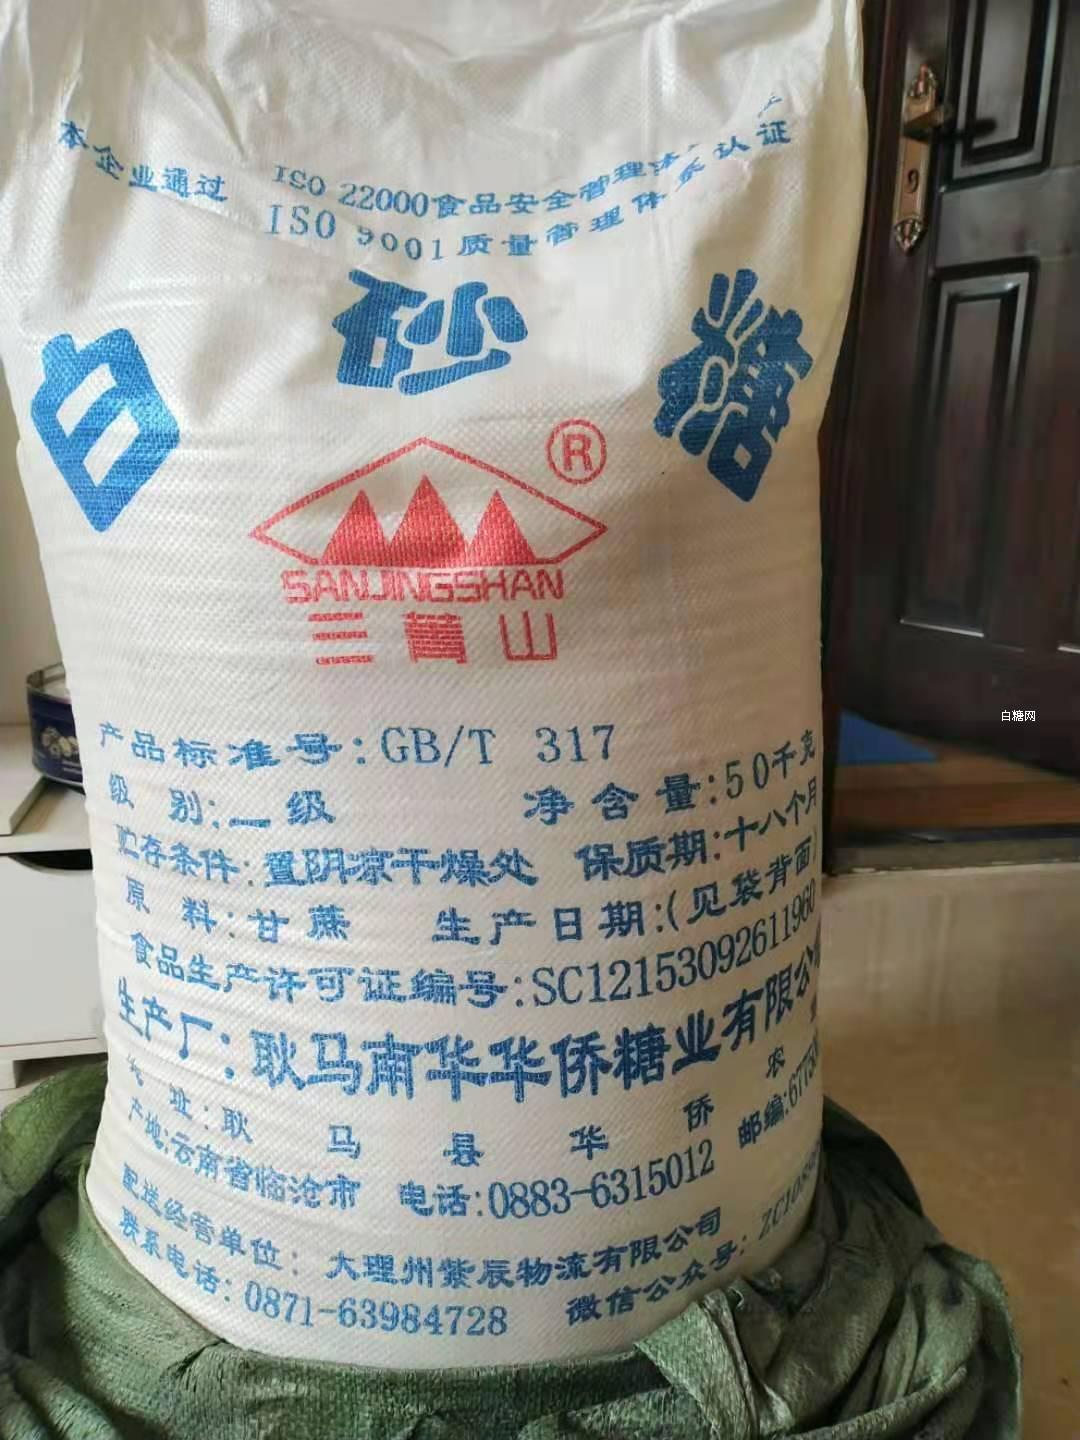 本企业通过 ISO 22000食品安全管理体系认证
ISO 9001质量管理体
白砂糖
®
SANJINGSHAN
三菁山
产品标准号:GB/T 317
级别:一级 净含量:50千克
贮存条件:置阴凉干燥处 保质期:十八个月
原料:甘蔗 生产日期:(见袋背面)
食品生产许可证编号:SC12153092611960
生产厂:耿马南华华侨糖业有限公
址:耿马县华侨农
产地:云南省临沧市 电话:0883-6315012 邮编:6775
配送经营单位:大理州紫辰物流有限公司
联系电话:0871-63984728 微信公众号:
白糖网
9